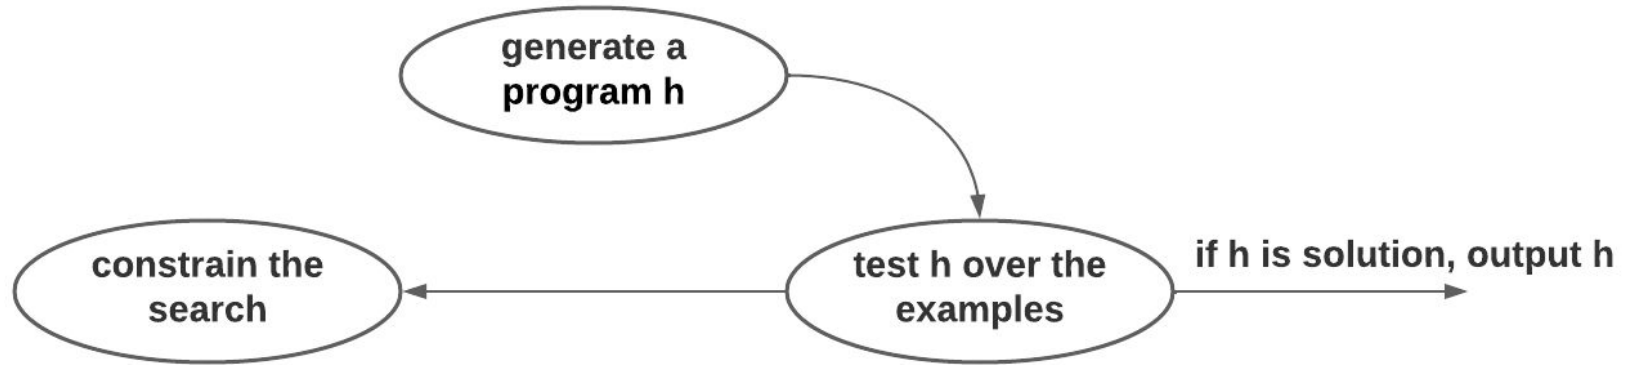 generate a
program h
constrain the
search
test h over the
examples
if h is solution, output h